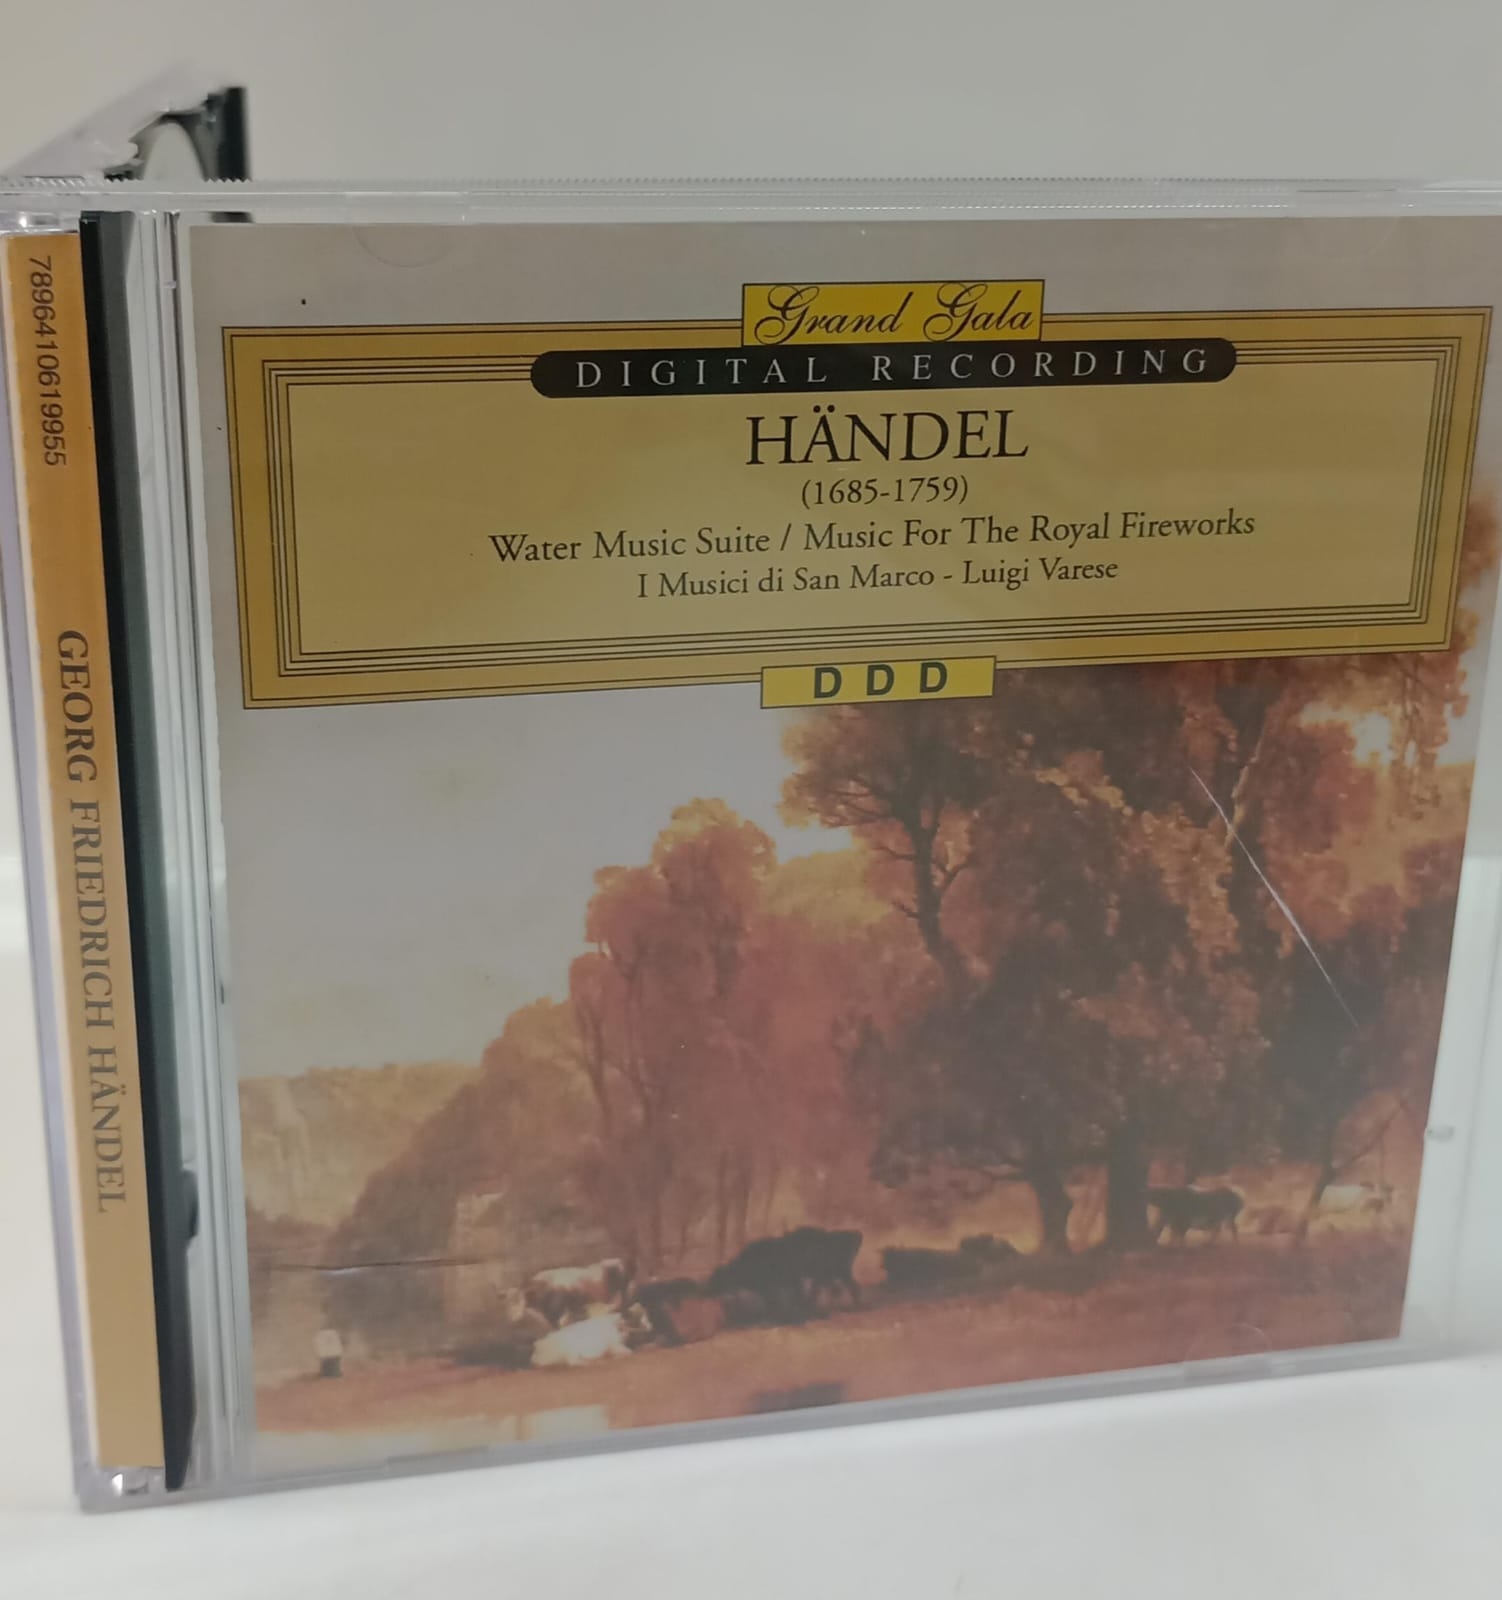 Grand Gala
DIGITAL RECORDING
HÄNDEL
(1685-1759)
Water Music Suite / Music For The Royal Fireworks
I Musici di San Marco - Luigi Varese
DDD
7896410619955
GEORG FRIEDRICH HÄNDEL